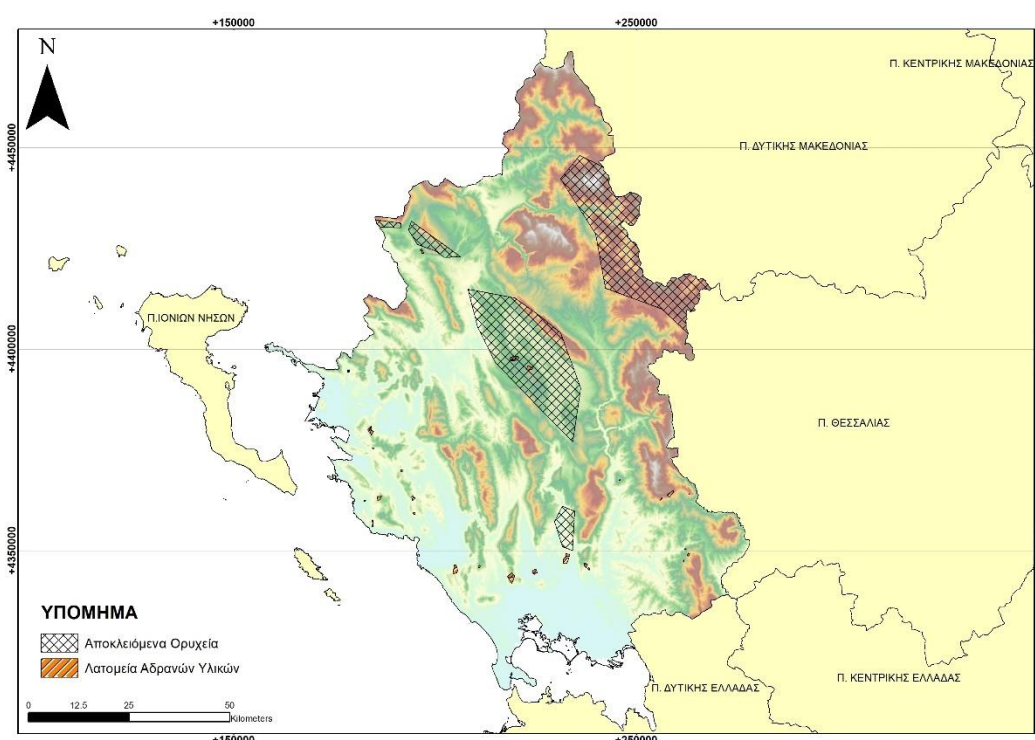 +150000
+250000
N
Π. ΚΕΝΤΡΙΚΗΣ ΜΑΚΕΔΟΝΙΑΣ
+4450000
Π. ΔΥΤΙΚΗΣ ΜΑΚΕΔΟΝΙΑΣ
Π.ΙΟΝΙΩΝ ΝΗΣΩΝ
+4400000
Π. ΘΕΣΣΑΛΙΑΣ
+4350000
ΥΠΟΜΗΜΑ
Αποκλειόμενα Ορυχεία
Λατομεία Αδρανών Υλικών
Π. ΚΕΝΤΡΙΚΗΣ ΕΛΛΑΔΑΣ
Π. ΔΥΤΙΚΗΣ ΕΛΛΑΔΑΣ
0 12.5 25 50
Kilometers
+150000
+250000